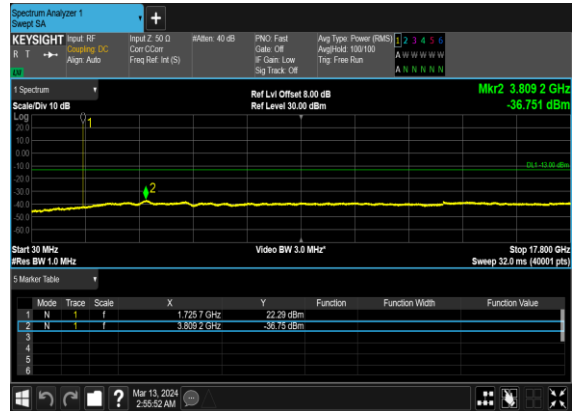 Spectrum Analyzer 1
Swept SA
+
KEYSIGHT Input: RF Input Z: 50 Ω #Atten: 40 dB PNO: Fast Avg Type: Power (RMS) 1 2 3 4 5 6
R T Coupling: DC Corr CCorr Gate: Off Avg|Hold: 100/100 A W W W W W
Align: Auto Freq Ref: Int (S) IF Gain: Low Trig: Free Run
Sig Track: Off A N N N N N
1 Spectrum Ref Lvl Offset 8.00 dB Mkr2 3.809 2 GHz
Scale/Div 10 dB Ref Level 30.00 dBm -36.751 dBm
Log
20.0
1
10.0
0.00
-10.0
DL1 -13.00 dBm
-20.0
-30.0
2
-40.0
-50.0
-60.0
Start 30 MHz Video BW 3.0 MHz* Stop 17.800 GHz
#Res BW 1.0 MHz Sweep 32.0 ms (40001 pts)
5 Marker Table
Mode Trace Scale X Y Function Function Width Function Value
1 N 1 f 1.725 7 GHz 22.29 dBm
2 N 1 f 3.809 2 GHz -36.75 dBm
3
4
5
6
? Mar 13, 2024
2:55:52 AM